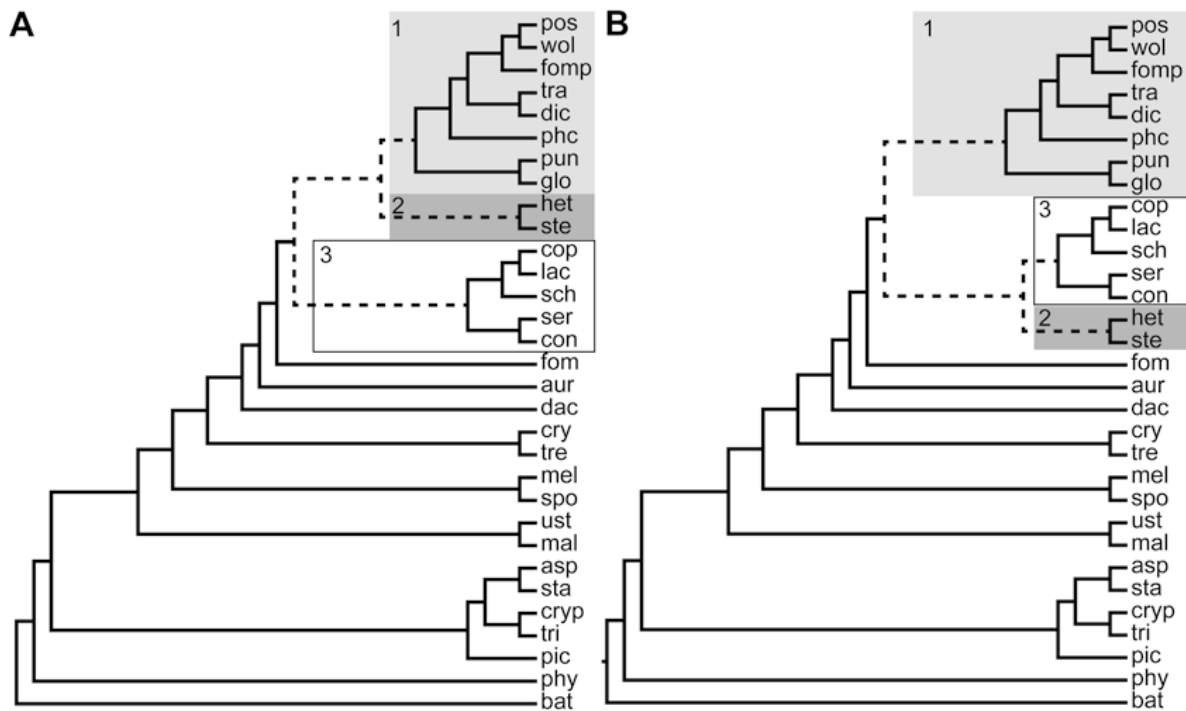 A
1
pos
wol
fomp
tra
dic
phc
pun
glo
2
het
ste
3
cop
lac
sch
ser
con
fom
aur
dac
cry
tre
mel
spo
ust
mal
asp
sta
cryp
tri
pic
phy
bat
B
1
pos
wol
fomp
tra
dic
phc
pun
glo
3
cop
lac
sch
ser
con
2
het
ste
fom
aur
dac
cry
tre
mel
spo
ust
mal
asp
sta
cryp
tri
pic
phy
bat